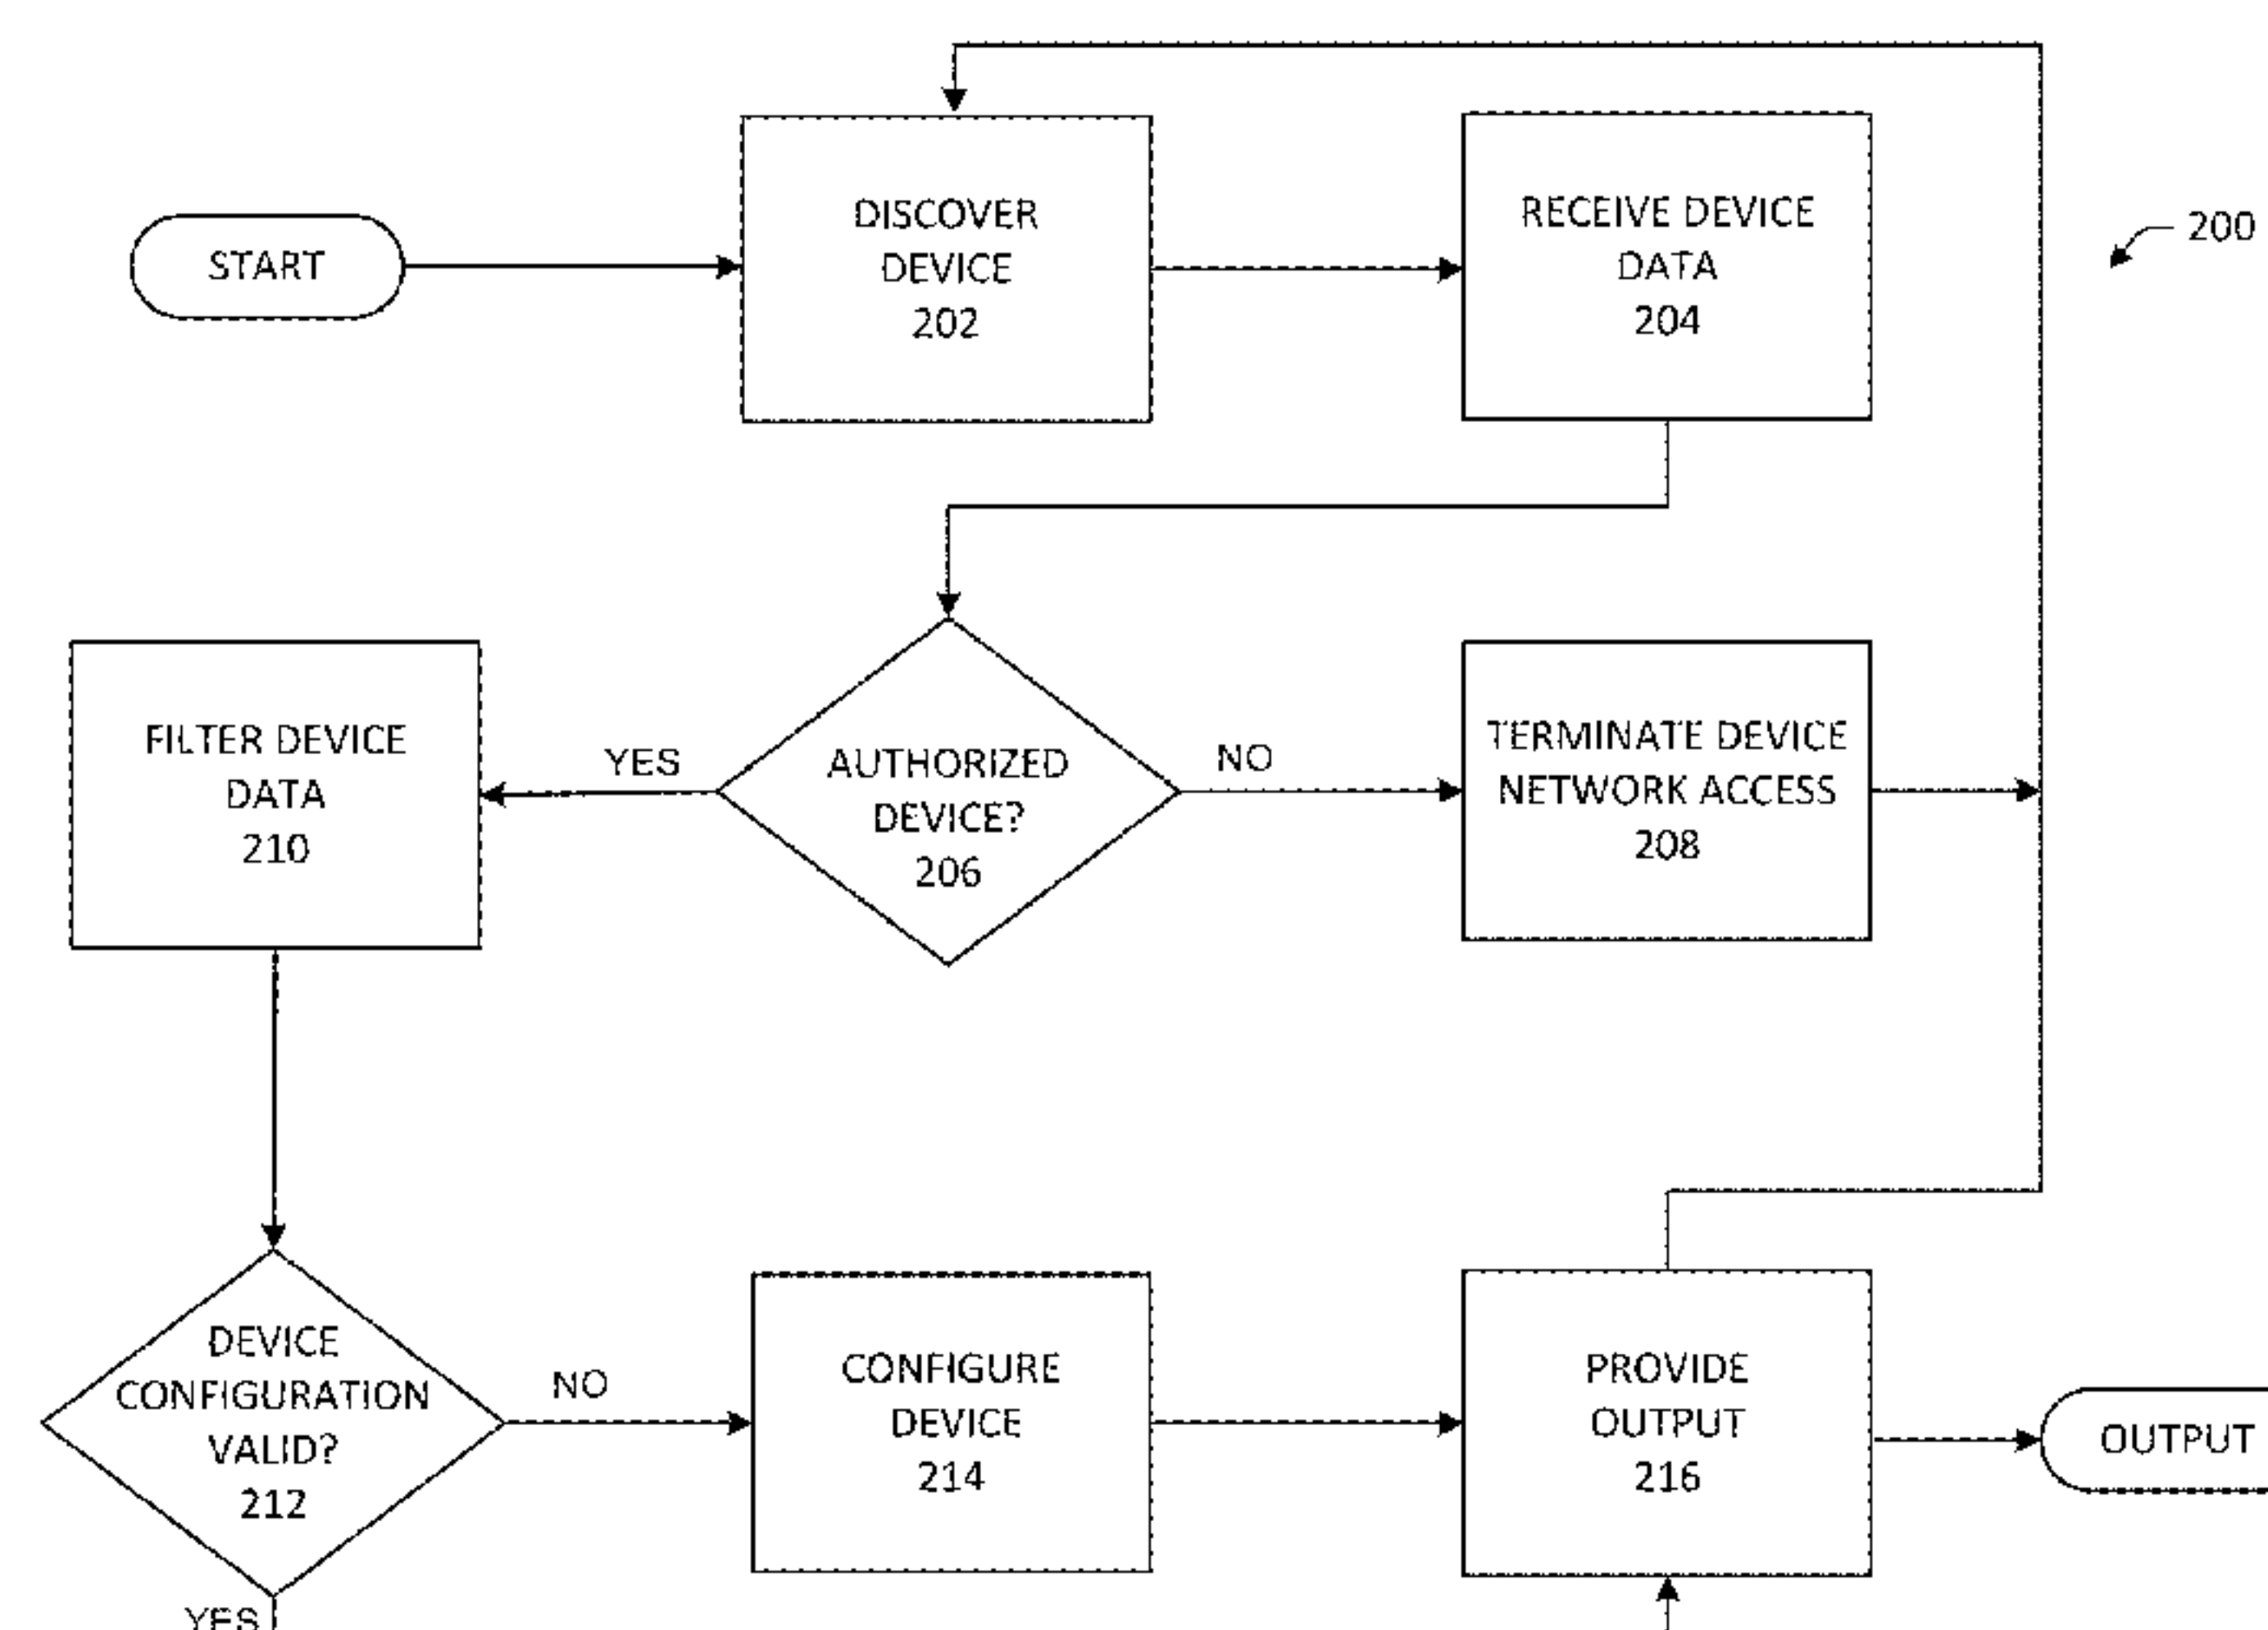 START
DISCOVER
DEVICE
202
RECEIVE DEVICE
DATA
204
200
FILTER DEVICE
DATA
210
YES
AUTHORIZED
DEVICE?
206
NO
TERMINATE DEVICE
NETWORK ACCESS
208
DEVICE
CONFIGURATION
VALID?
212
NO
CONFIGURE
DEVICE
214
PROVIDE
OUTPUT
216
OUTPUT
YES